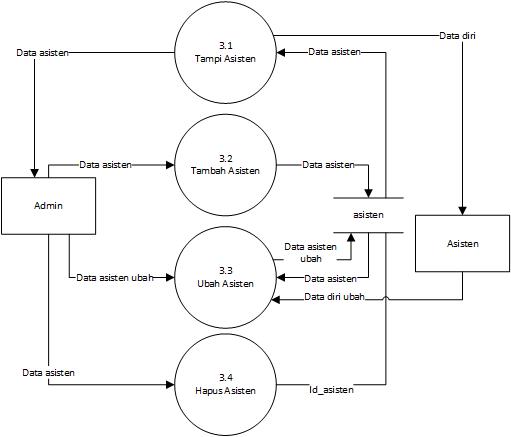 3.1
Tampi Asisten
Data diri
Data asisten
Data asisten
3.2
Tambah Asisten
Data asisten
Data asisten
Admin
asisten
Asisten
3.3
Ubah Asisten
Data asisten ubah
Data asisten
ubah
Data asisten
Data diri ubah
3.4
Hapus Asisten
Data asisten
Id_asisten